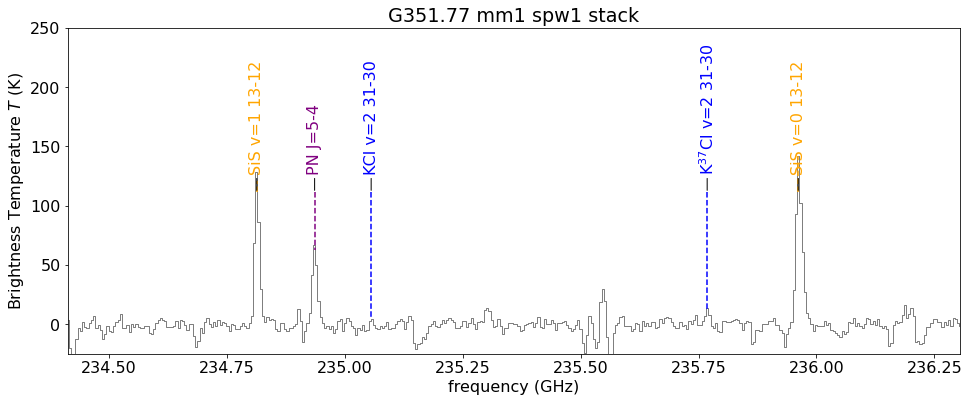 G351.77 mm1 spw1 stack
Brightness Temperature T (K)
250
200
150
100
50
0
SiS v=1 13-12
PN J=5-4
KCl v=2 31-30
K³⁷Cl v=2 31-30
SiS v=0 13-12
234.50 234.75 235.00 235.25 235.50 235.75 236.00 236.25
frequency (GHz)